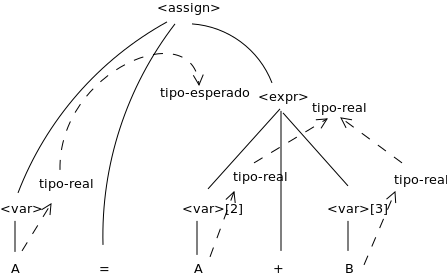 <assign>
tipo-esperado
<expr>
tipo-real
tipo-real
tipo-real
tipo-real
<var>
<var>[2]
<var>[3]
A
=
A
+
B